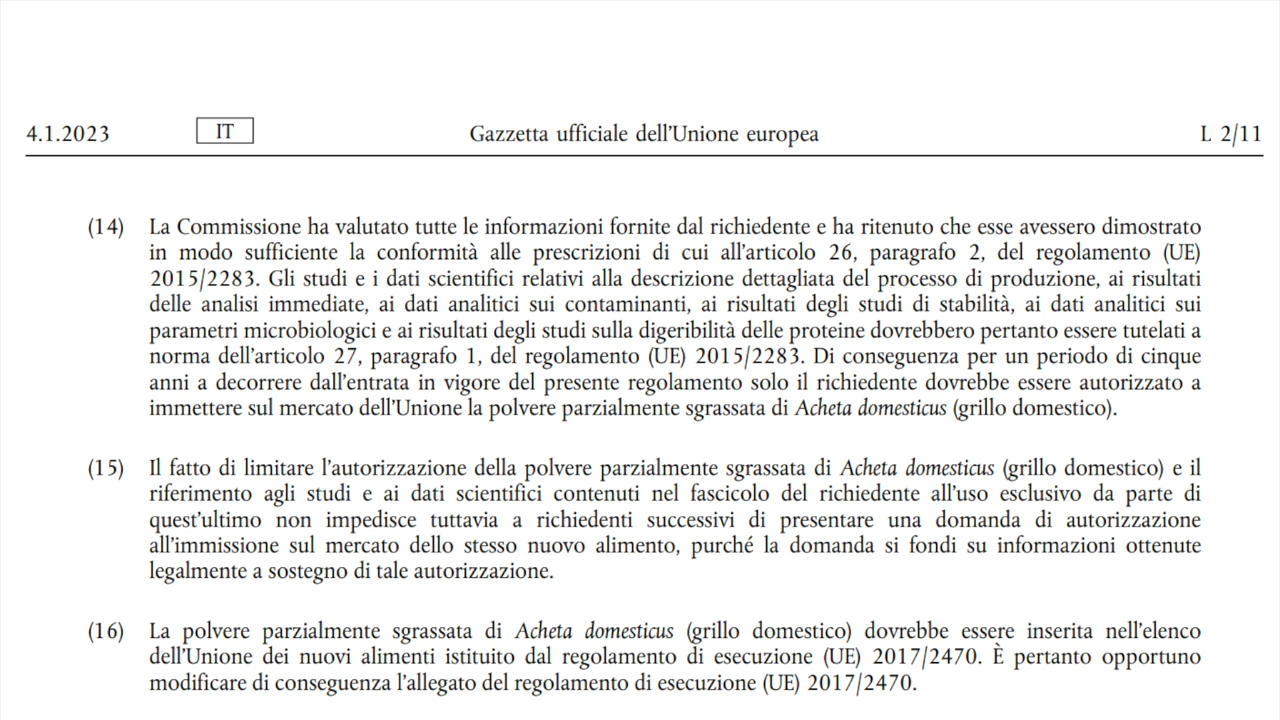 4.1.2023 IT Gazzetta ufficiale dell'Unione europea L 2/11
(14) La Commissione ha valutato tutte le informazioni fornite dal richiedente e ha ritenuto che esse avessero dimostrato
in modo sufficiente la conformità alle prescrizioni di cui all'articolo 26, paragrafo 2, del regolamento (UE)
2015/2283. Gli studi e i dati scientifici relativi alla descrizione dettagliata del processo di produzione, ai risultati
delle analisi immediate, ai dati analitici sui contaminanti, ai risultati degli studi di stabilità, ai dati analitici sui
parametri microbiologici e ai risultati degli studi sulla digeribilità delle proteine dovrebbero pertanto essere tutelati a
norma dell'articolo 27, paragrafo 1, del regolamento (UE) 2015/2283. Di conseguenza per un periodo di cinque
anni a decorrere dall'entrata in vigore del presente regolamento solo il richiedente dovrebbe essere autorizzato a
immettere sul mercato dell'Unione la polvere parzialmente sgrassata di Acheta domesticus (grillo domestico).
(15) Il fatto di limitare l'autorizzazione della polvere parzialmente sgrassata di Acheta domesticus (grillo domestico) e il
riferimento agli studi e ai dati scientifici contenuti nel fascicolo del richiedente all'uso esclusivo da parte di
quest'ultimo non impedisce tuttavia a richiedenti successivi di presentare una domanda di autorizzazione
all'immissione sul mercato dello stesso nuovo alimento, purché la domanda si fondi su informazioni ottenute
legalmente a sostegno di tale autorizzazione.
(16) La polvere parzialmente sgrassata di Acheta domesticus (grillo domestico) dovrebbe essere inserita nell'elenco
dell'Unione dei nuovi alimenti istituito dal regolamento di esecuzione (UE) 2017/2470. È pertanto opportuno
modificare di conseguenza l'allegato del regolamento di esecuzione (UE) 2017/2470.